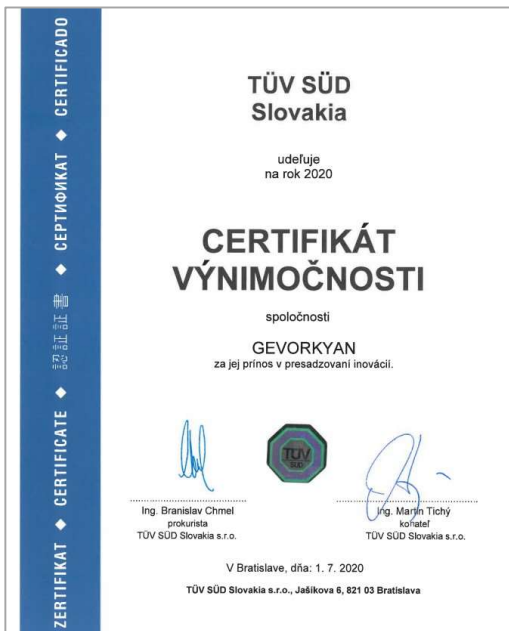 TÜV SÜD
Slovakia
udeľuje
na rok 2020
CERTIFIKÁT
VÝNIMOČNOSTI
spoločnosti
GEVORKYAN
za jej prínos v presadzovaní inovácií.
TÜV
SÜD
Ing. Branislav Chmel
prokurista
TÜV SÜD Slovakia s.r.o.
Ing. Martin Tichý
konateľ
TÜV SÜD Slovakia s.r.o.
V Bratislave, dňa: 1. 7. 2020
TÜV SÜD Slovakia s.r.o., Jašíkova 6, 821 03 Bratislava
ZERTIFIKAT ◆ CERTIFICATE ◆ 認証証書 ◆ СЕРТИФИКАТ ◆ CERTIFICADO